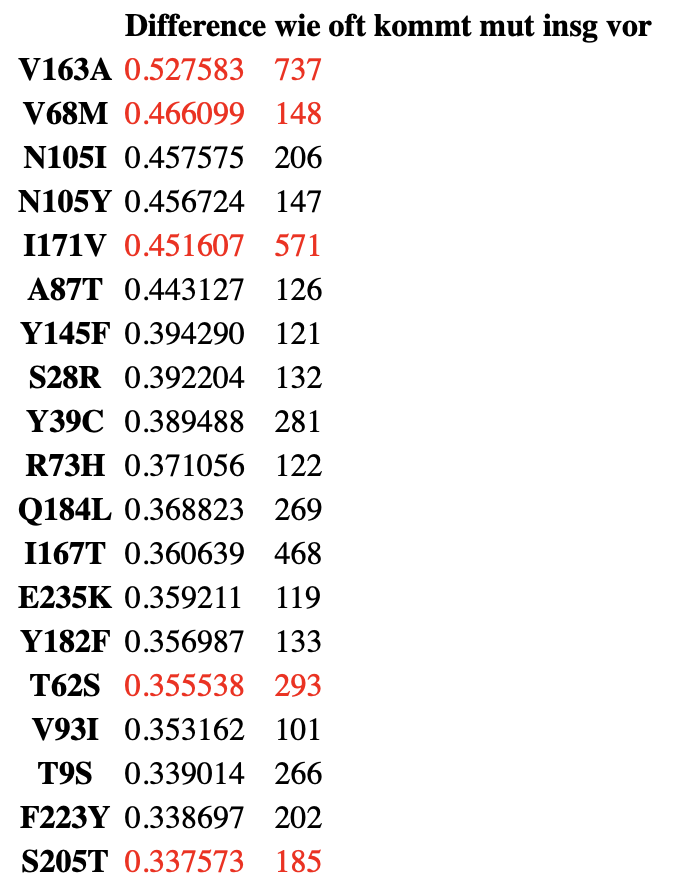 Difference wie oft kommt mut insg vor
V163A 0.527583 737
V68M 0.466099 148
N105I 0.457575 206
N105Y 0.456724 147
I171V 0.451607 571
A87T 0.443127 126
Y145F 0.394290 121
S28R 0.392204 132
Y39C 0.389488 281
R73H 0.371056 122
Q184L 0.368823 269
I167T 0.360639 468
E235K 0.359211 119
Y182F 0.356987 133
T62S 0.355538 293
V93I 0.353162 101
T9S 0.339014 266
F223Y 0.338697 202
S205T 0.337573 185